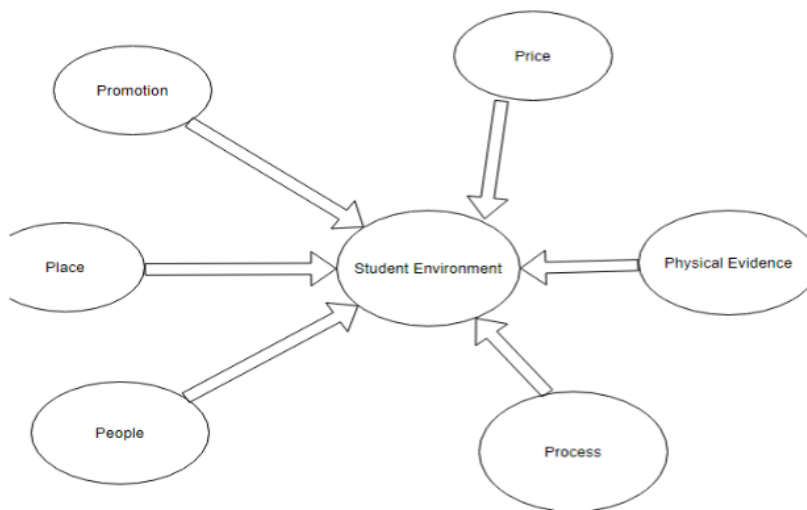 Price
Promotion
Place
Student Environment
Physical Evidence
People
Process